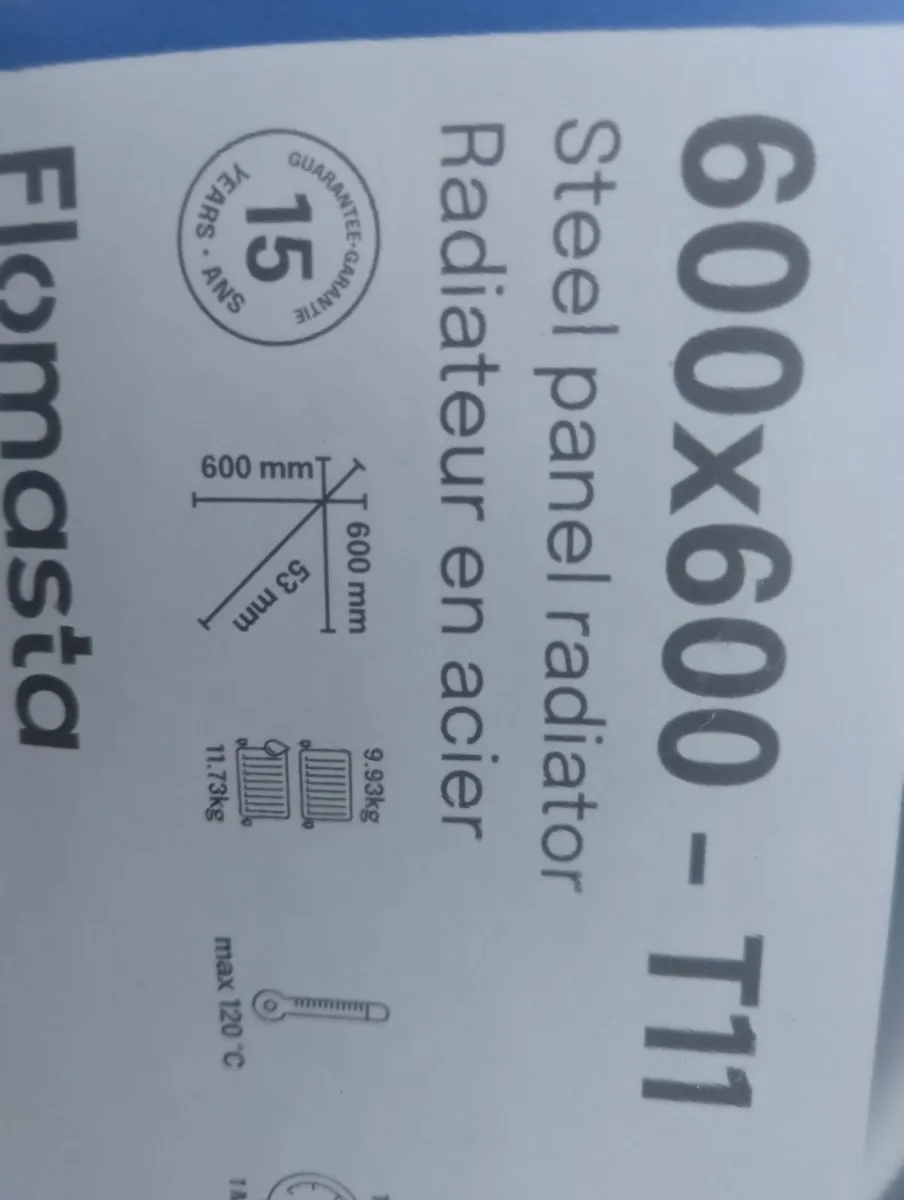 600x600 - T11
Steel panel radiator
Radiateur en acier
GUARANTEE•GARANTIE
15
YEARS • ANS
600 mm
600 mm
53 mm
9.93kg
11.73kg
max 120°C
Flomasta